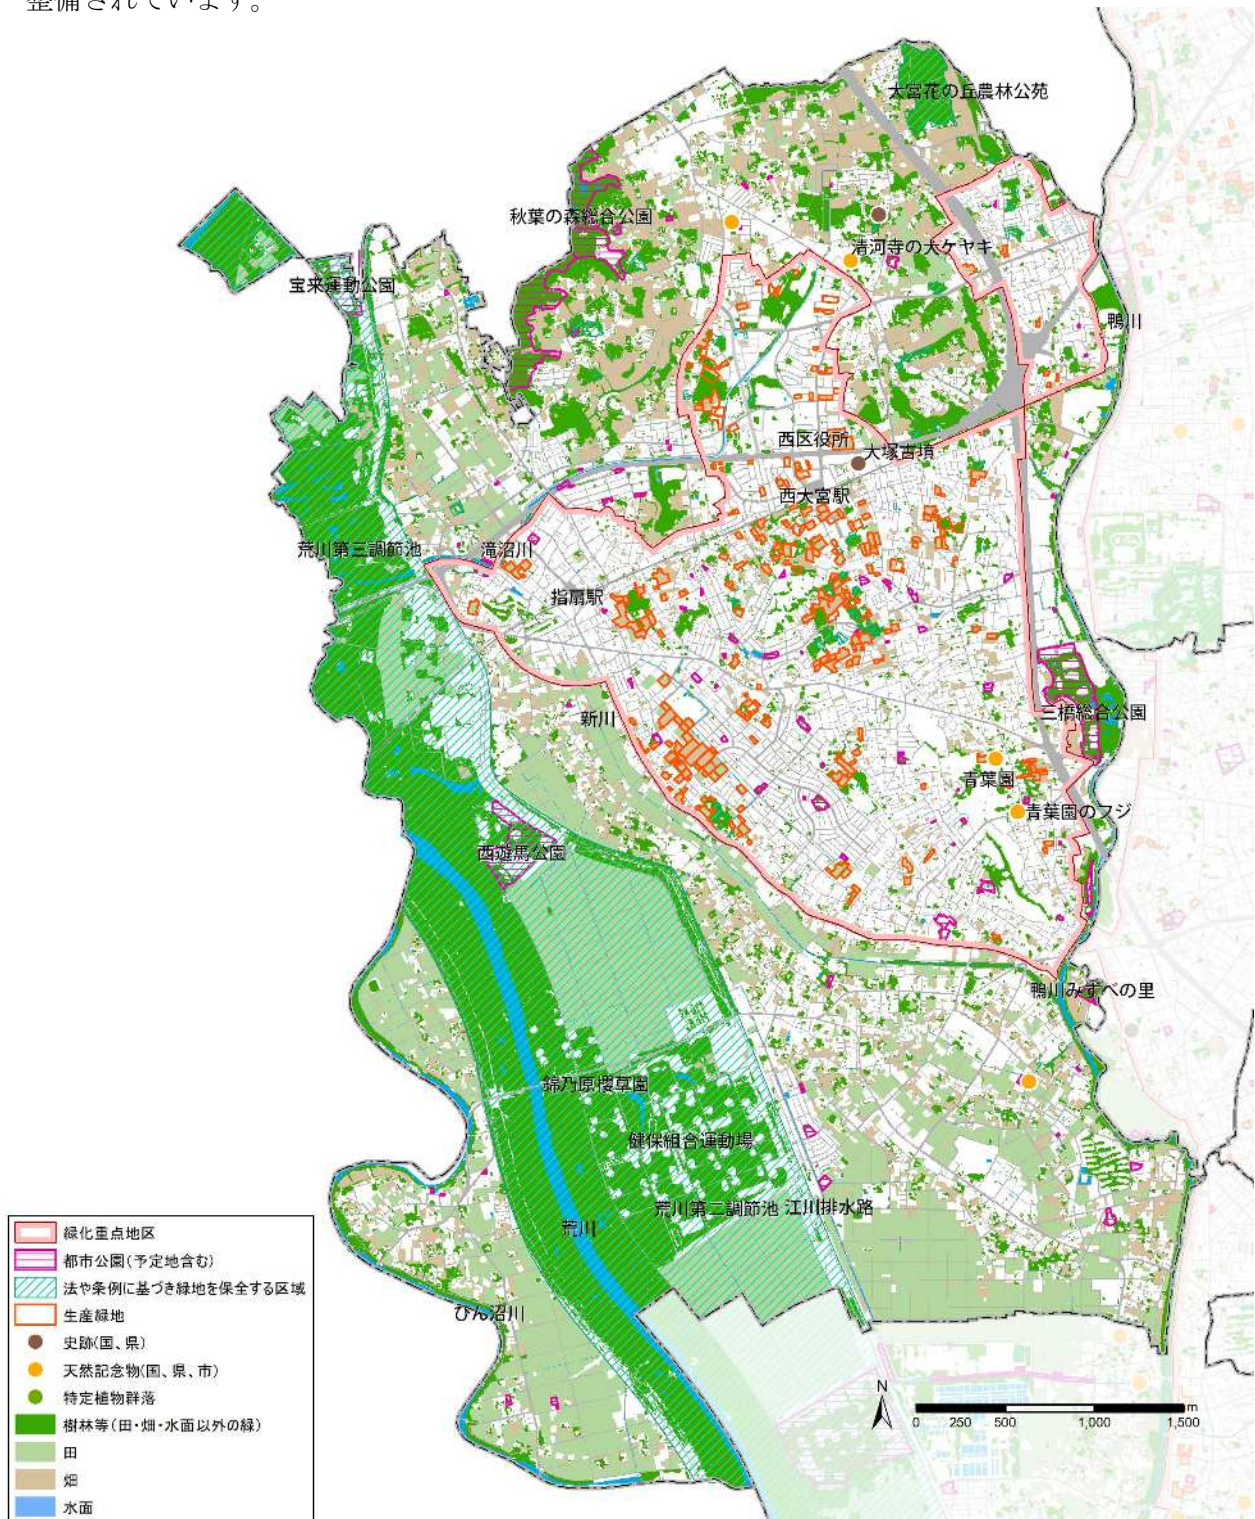 整備されています。
大宮花の丘農林公苑
秋葉の森総合公園
清河寺の大ケヤキ
宝来運動公園
鴨川
西区役所
大塚古墳
西大宮駅
荒川第三調節池
滝沼川
指扇駅
新川
三橋総合公園
青葉園
青葉園のフジ
西遊馬公園
鴨川みずべの里
錦乃原櫻草園
健保組合運動場
荒川第二調節池
江川排水路
荒川
びん沼川
緑化重点地区
都市公園(予定地含む)
法や条例に基づき緑地を保全する区域
生産緑地
史跡(国、県)
天然記念物(国、県、市)
特定植物群落
樹林等(田・畑・水面以外の緑)
田
畑
水面
N
m
0 250 500 1,000 1,500